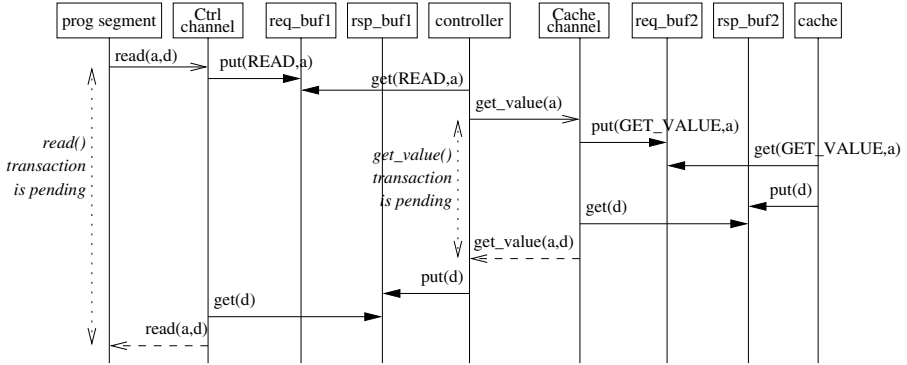 prog segment
Ctrl
channel
req_buf1
rsp_buf1
controller
Cache
channel
req_buf2
rsp_buf2
cache
read(a,d)
put(READ,a)
get(READ,a)
get_value(a)
put(GET_VALUE,a)
read()
transaction
is pending
get_value()
transaction
is pending
get(GET_VALUE,a)
put(d)
get(d)
get_value(a,d)
put(d)
get(d)
read(a,d)